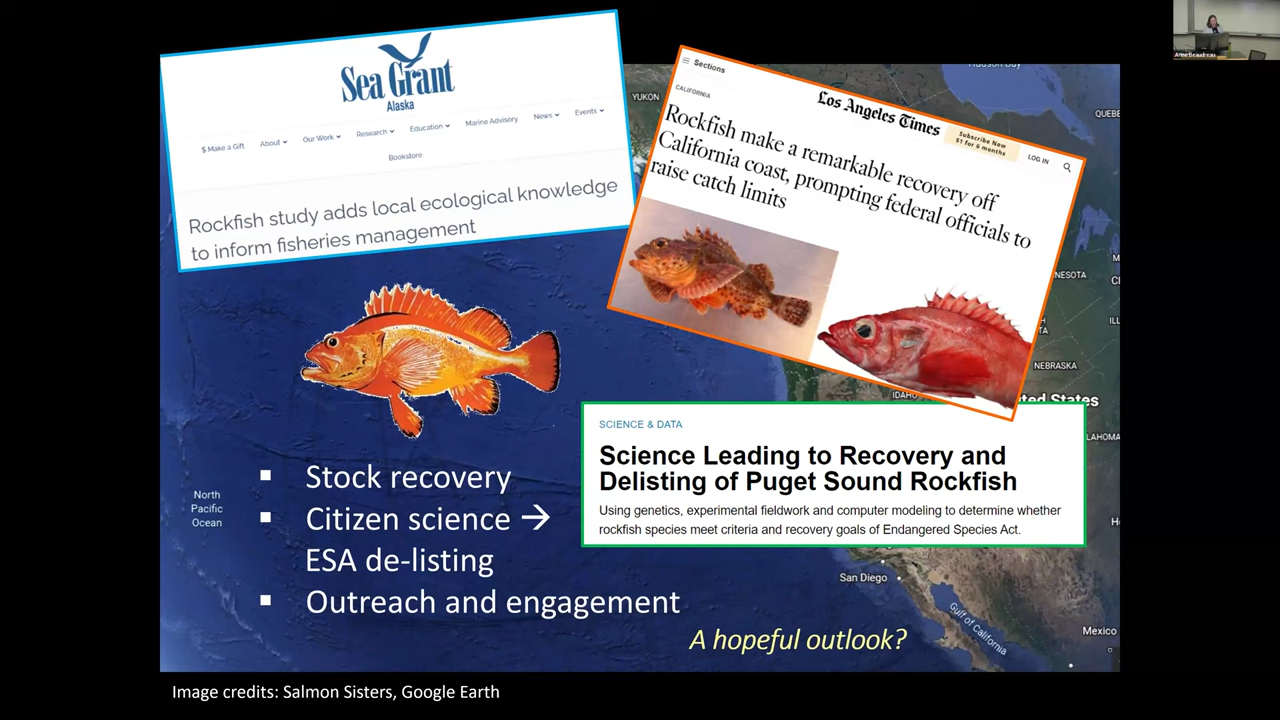 Sea Grant
Alaska
$ Make a Gift
About
Our Work
Research
Education
Marine Advisory
News
Events
Bookstore
Rockfish study adds local ecological knowledge
to inform fisheries management
Sections
Los Angeles Times
Subscribe Now
$1 for 6 months
LOG IN
CALIFORNIA
Rockfish make a remarkable recovery off
California coast, prompting federal officials to
raise catch limits
SCIENCE & DATA
Science Leading to Recovery and
Delisting of Puget Sound Rockfish
Using genetics, experimental fieldwork and computer modeling to determine whether
rockfish species meet criteria and recovery goals of Endangered Species Act.
▪ Stock recovery
▪ Citizen science →
ESA de-listing
▪ Outreach and engagement
A hopeful outlook?
YUKON
Hudson Bay
QUEBE
NESOTA
ILL
NEBRASKA
IDAHO
ted States
LAHOMA
North
Pacific
Ocean
San Diego
Gulf of California
Mexico
Image credits: Salmon Sisters, Google Earth
Anne Beaudreau